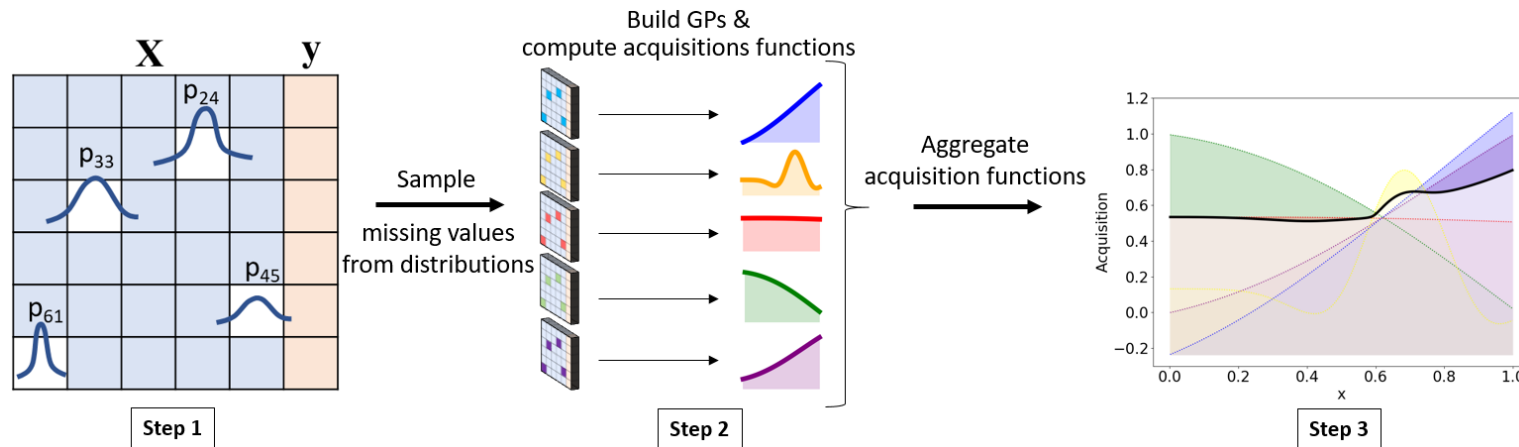 X
y
p24
p33
p45
p61
Step 1
Sample
missing values
from distributions
Build GPs &
compute acquisitions functions
Step 2
Aggregate
acquisition functions
Acquisition
1.2
1.0
0.8
0.6
0.4
0.2
0.0
−0.2
0.0 0.2 0.4 0.6 0.8 1.0
x
Step 3